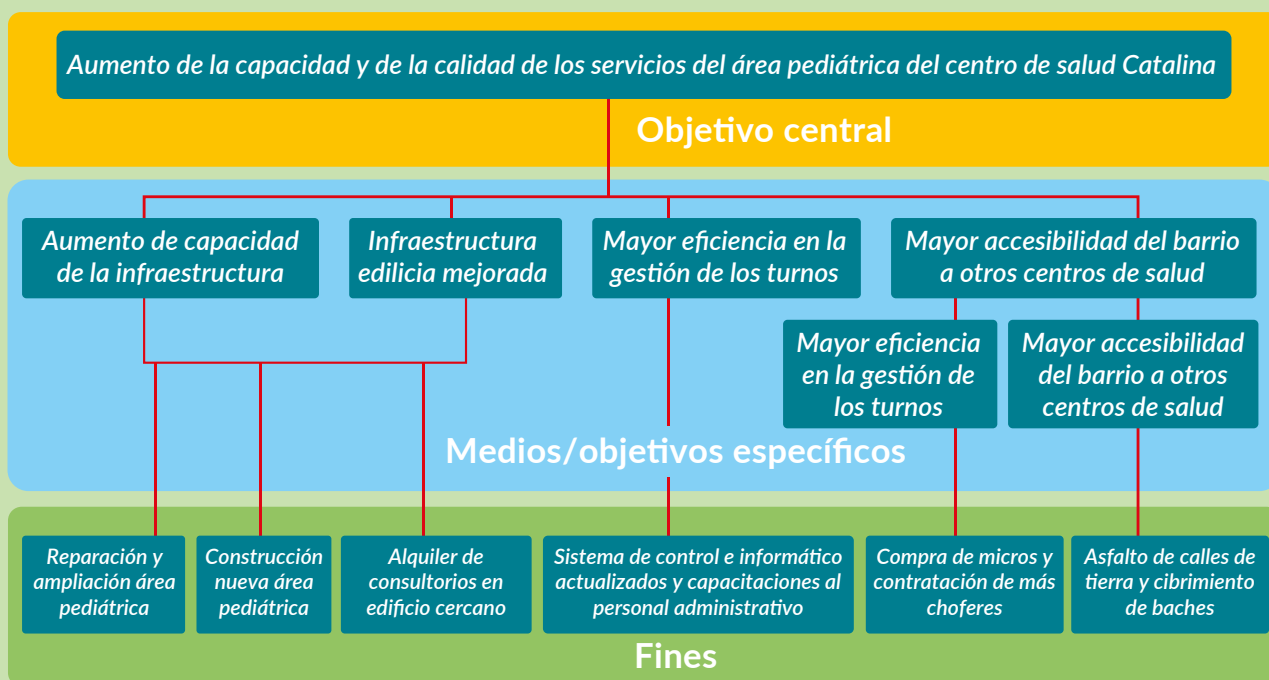 Aumento de la capacidad y de la calidad de los servicios del área pediátrica del centro de salud Catalina
Objetivo central
Aumento de capacidad
de la infraestructura
Infraestructura
edilicia mejorada
Mayor eficiencia en la
gestión de los turnos
Mayor accesibilidad del barrio
a otros centros de salud
Mayor eficiencia
en la gestión de
los turnos
Mayor accesibilidad
del barrio a otros
centros de salud
Medios/objetivos específicos
Reparación y
ampliación área
pediátrica
Construcción
nueva área
pediátrica
Alquiler de
consultorios en
edificio cercano
Sistema de control e informático
actualizados y capacitaciones al
personal administrativo
Compra de micros y
contratación de más
choferes
Asfalto de calles de
tierra y cibrimiento
de baches
Fines